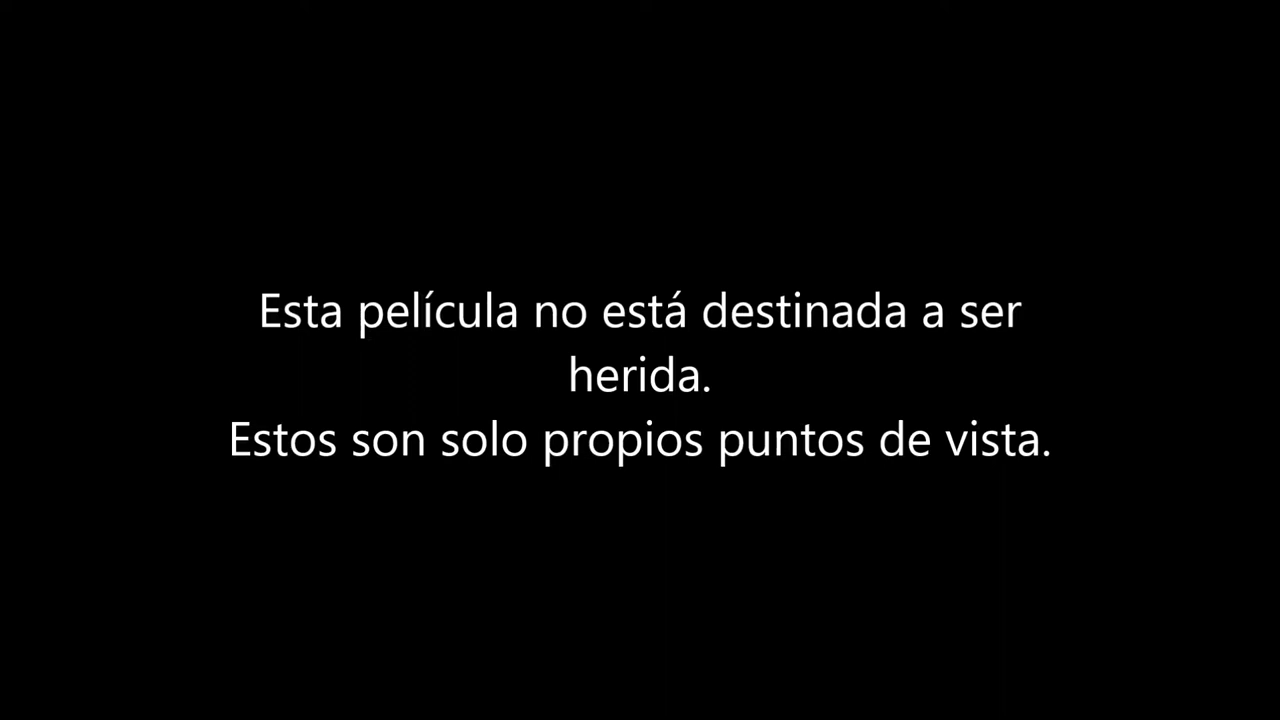 Esta película no está destinada a ser
herida.
Estos son solo propios puntos de vista.